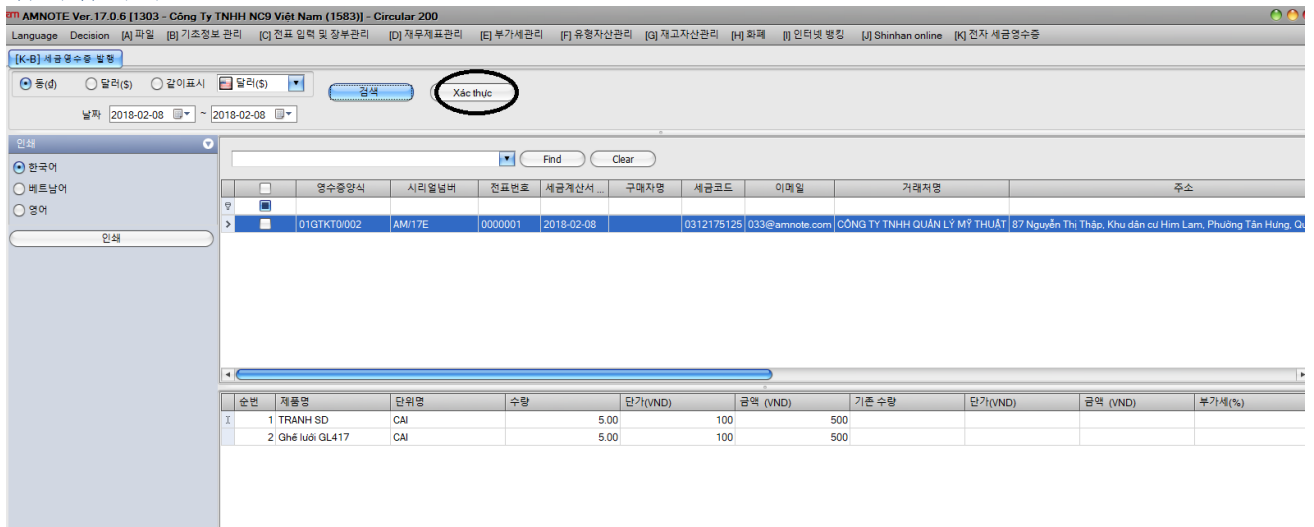 AMNOTE Ver.17.0.6 [1303 - Công Ty TNHH NC9 Việt Nam (1583)] - Circular 200
Language Decision [A] 파일 [B] 기초정보 관리 [C] 전표 입력 및 장부관리 [D] 재무제표관리 [E] 부가세관리 [F] 유형자산관리 [G] 재고자산관리 [H] 화폐 [I] 인터넷 뱅킹 [J] Shinhan online [K] 전자 세금영수증
[K-B] 세금영수증 발행
동(₫) 달러($) 같이표시 달러($) 검색 Xác thực
날짜 2018-02-08 ~ 2018-02-08
인쇄
한국어
베트남어
영어
인쇄
Find Clear
영수증양식 시리얼넘버 전표번호 세금계산서 ... 구매자명 세금코드 이메일 거래처명 주소
01GTKT0/002 AM/17E 0000001 2018-02-08 0312175125 033@amnote.com CÔNG TY TNHH QUẢN LÝ MỸ THUẬT 87 Nguyễn Thị Thập, Khu dân cư Him Lam, Phường Tân Hưng, Qu
순번 제품명 단위명 수량 단가(VND) 금액 (VND) 기존 수량 단가(VND) 금액 (VND) 부가세(%)
1 TRANH SD CAI 5.00 100 500
2 Ghế lưới GL417 CAI 5.00 100 500